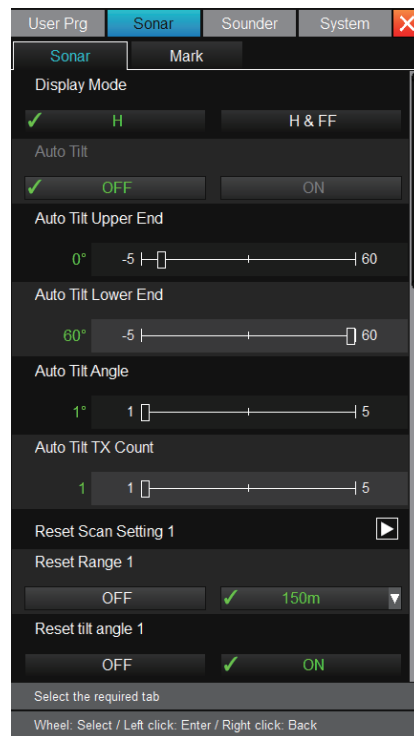 User Prg Sonar Sounder System
Sonar Mark
Display Mode
H H & FF
Auto Tilt
OFF ON
Auto Tilt Upper End
0° -5 60
Auto Tilt Lower End
60° -5 60
Auto Tilt Angle
1° 1 5
Auto Tilt TX Count
1 1 5
Reset Scan Setting 1
Reset Range 1
OFF 150m
Reset tilt angle 1
OFF ON
Select the required tab
Wheel: Select / Left click: Enter / Right click: Back